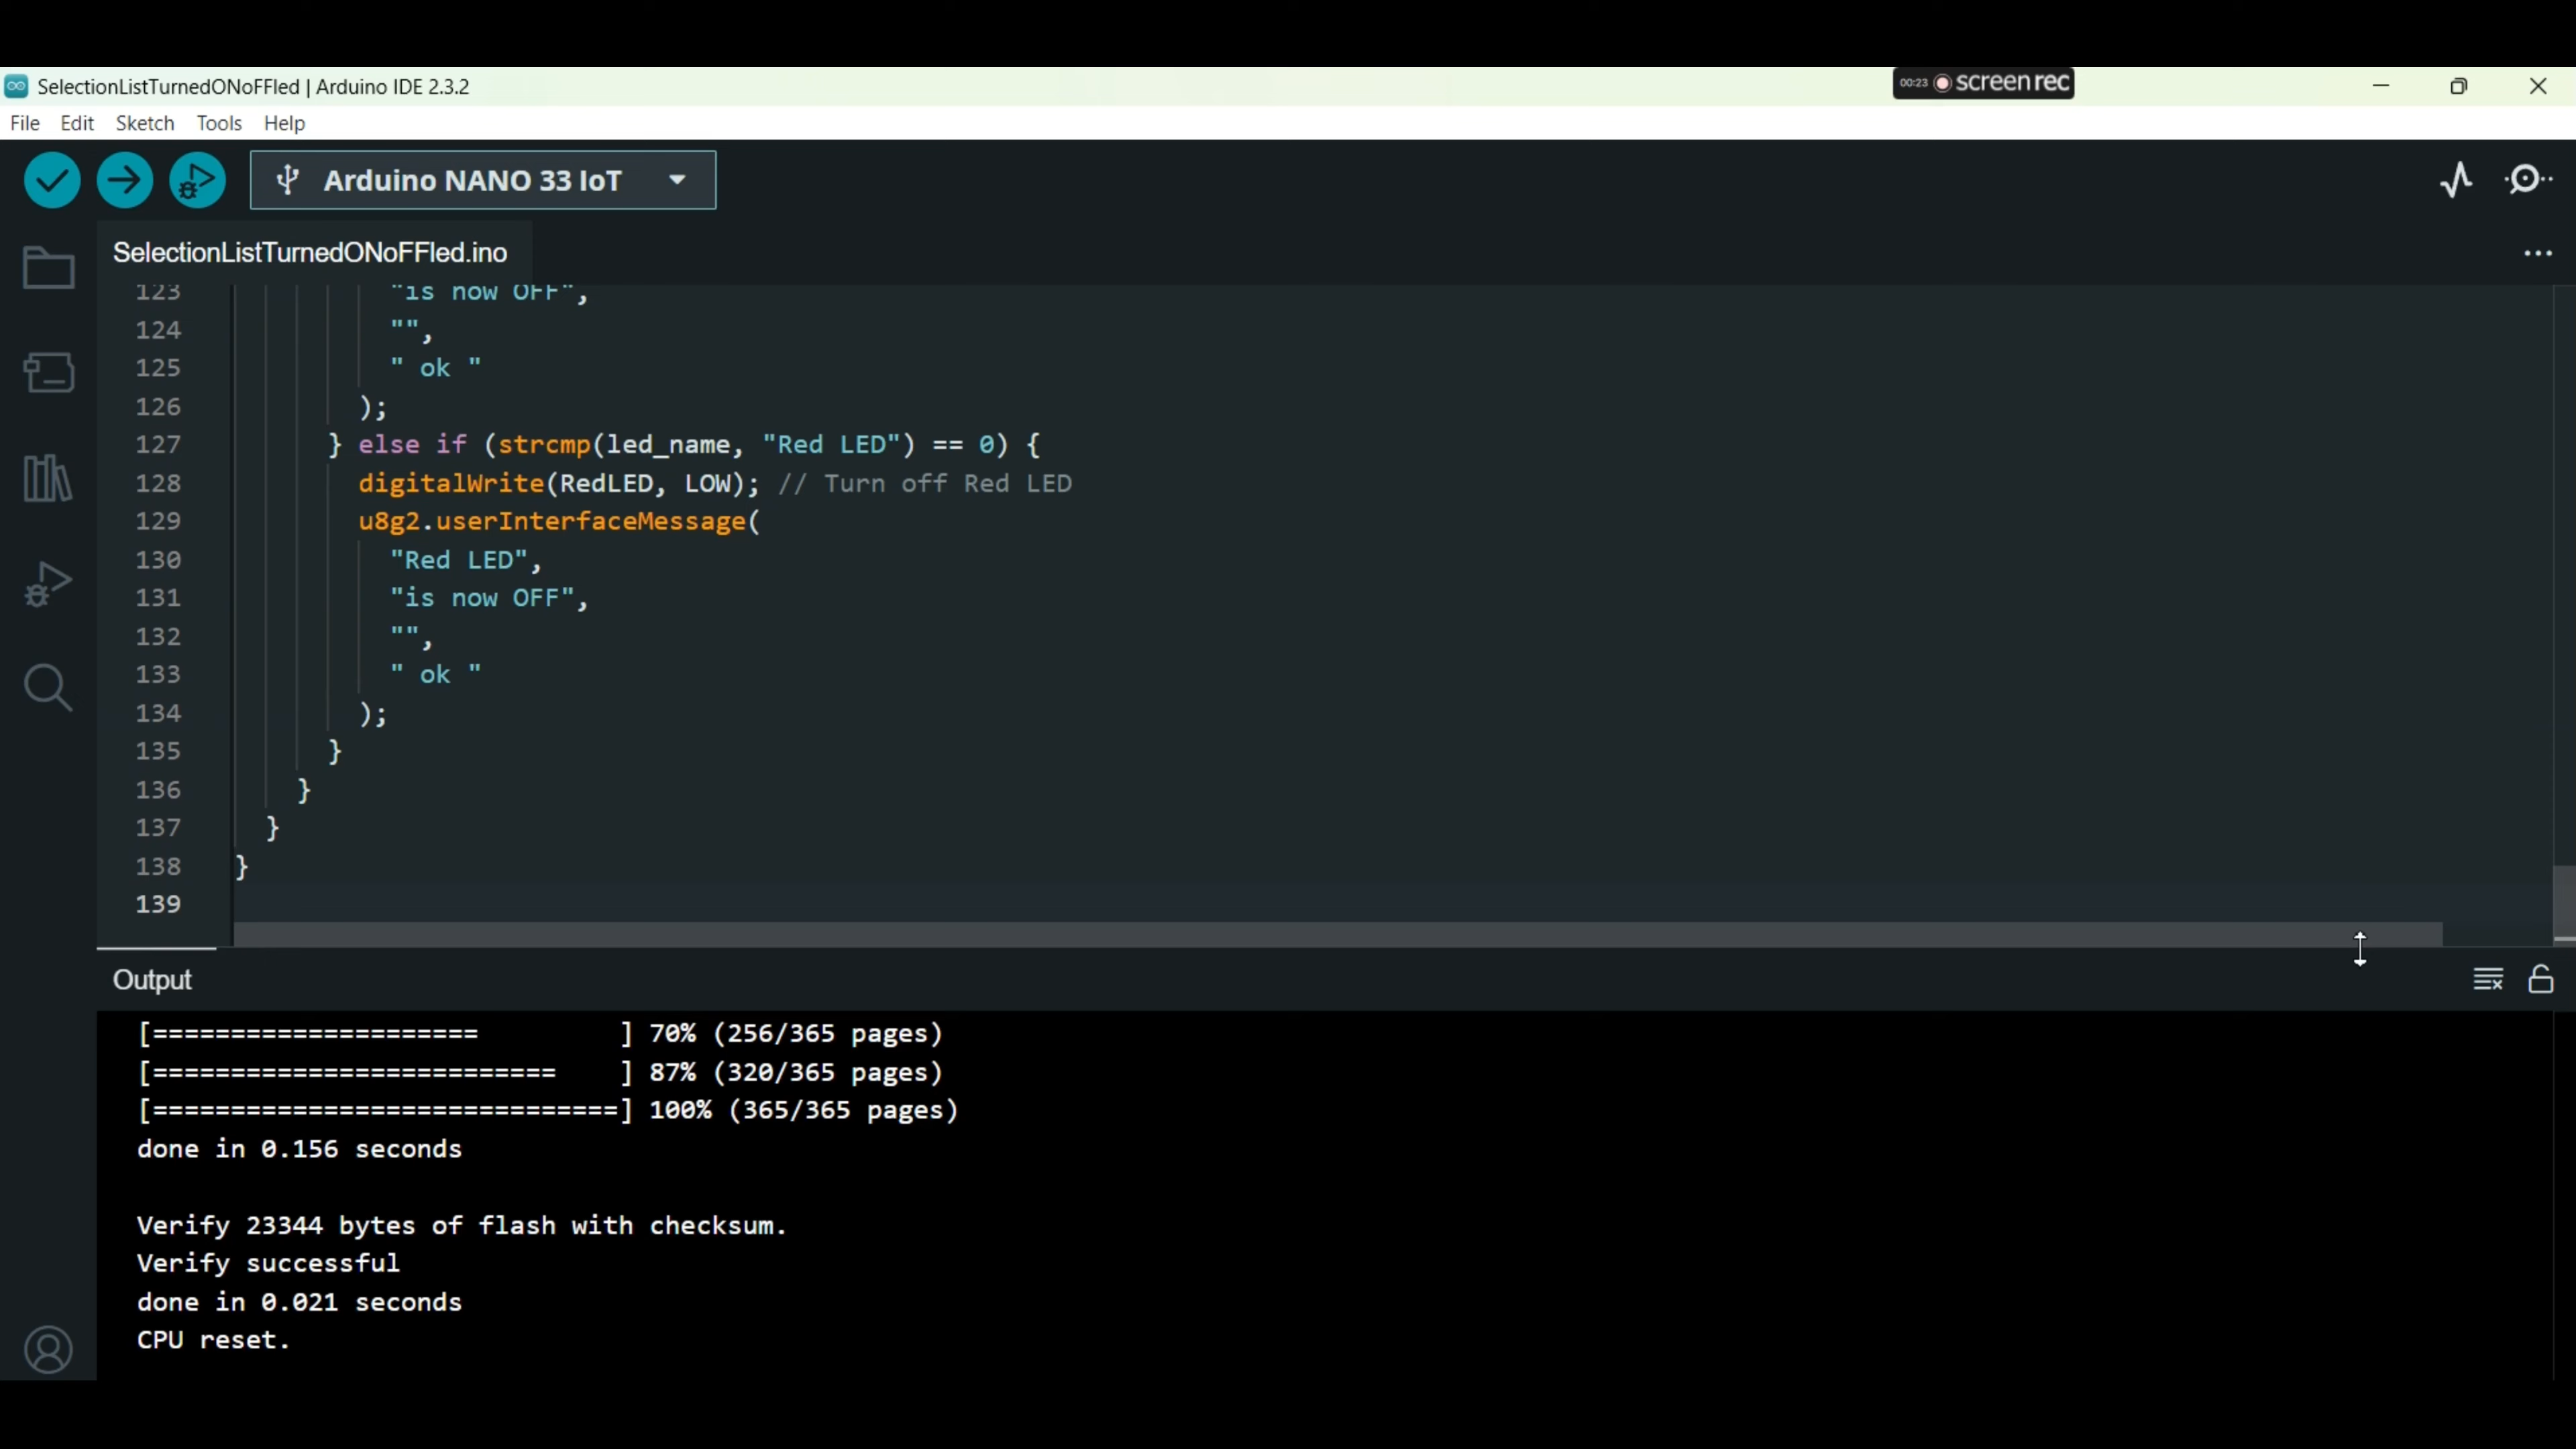 SelectionListTurnedONoFFled | Arduino IDE 2.3.2
00:23 screenrec
File Edit Sketch Tools Help
Arduino NANO 33 IoT
SelectionListTurnedONoFFled.ino
123 "is now OFF",
124 "",
125 " ok "
126 );
127 } else if (strcmp(led_name, "Red LED") == 0) {
128 digitalWrite(RedLED, LOW); // Turn off Red LED
129 u8g2.userInterfaceMessage(
130 "Red LED",
131 "is now OFF",
132 "",
133 " ok "
134 );
135 }
136 }
137 }
138 }
139
Output
[=====================         ] 70% (256/365 pages)
[==========================    ] 87% (320/365 pages)
[==============================] 100% (365/365 pages)
done in 0.156 seconds
Verify 23344 bytes of flash with checksum.
Verify successful
done in 0.021 seconds
CPU reset.